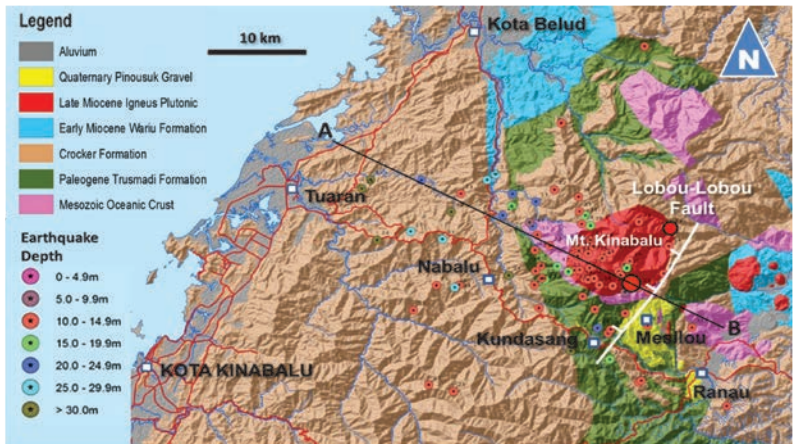 Legend
Aluvium
Quaternary Pinousuk Gravel
Late Miocene Igneus Plutonic
Early Miocene Wariu Formation
Crocker Formation
Paleogene Trusmadi Formation
Mesozoic Oceanic Crust
Earthquake
Depth
0 - 4.9m
5.0 - 9.9m
10.0 - 14.9m
15.0 - 19.9m
20.0 - 24.9m
25.0 - 29.9m
> 30.0m
10 km
Kota Belud
N
A
Tuaran
Lobou-Lobou
Fault
Mt. Kinabalu
Nabalu
B
Mesilou
Kundasang
KOTA KINABALU
Ranau